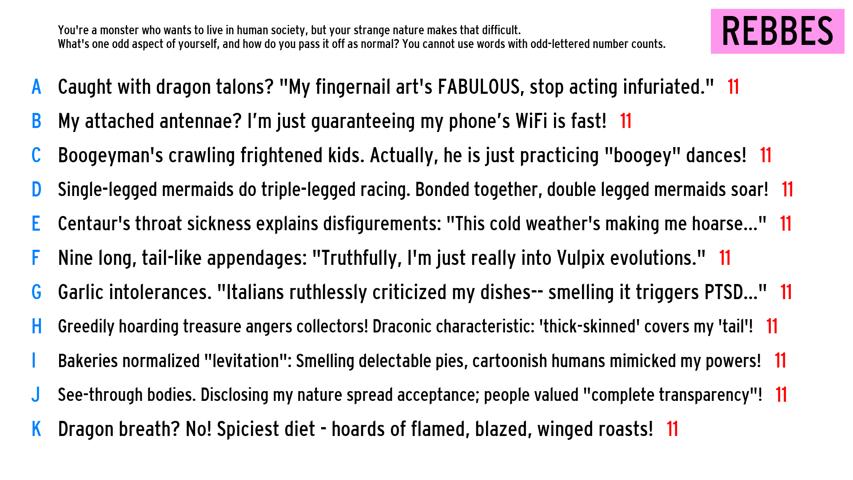 You're a monster who wants to live in human society, but your strange nature makes that difficult.
What's one odd aspect of yourself, and how do you pass it off as normal? You cannot use words with odd-lettered number counts.
REBBES
A Caught with dragon talons? "My fingernail art's FABULOUS, stop acting infuriated." 11
B My attached antennae? I’m just guaranteeing my phone’s WiFi is fast! 11
C Boogeyman's crawling frightened kids. Actually, he is just practicing "boogey" dances! 11
D Single-legged mermaids do triple-legged racing. Bonded together, double legged mermaids soar! 11
E Centaur's throat sickness explains disfigurements: "This cold weather's making me hoarse..." 11
F Nine long, tail-like appendages: "Truthfully, I'm just really into Vulpix evolutions." 11
G Garlic intolerances. "Italians ruthlessly criticized my dishes-- smelling it triggers PTSD..." 11
H Greedily hoarding treasure angers collectors! Draconic characteristic: 'thick-skinned' covers my 'tail'! 11
I Bakeries normalized "levitation": Smelling delectable pies, cartoonish humans mimicked my powers! 11
J See-through bodies. Disclosing my nature spread acceptance; people valued "complete transparency"! 11
K Dragon breath? No! Spiciest diet - hoards of flamed, blazed, winged roasts! 11